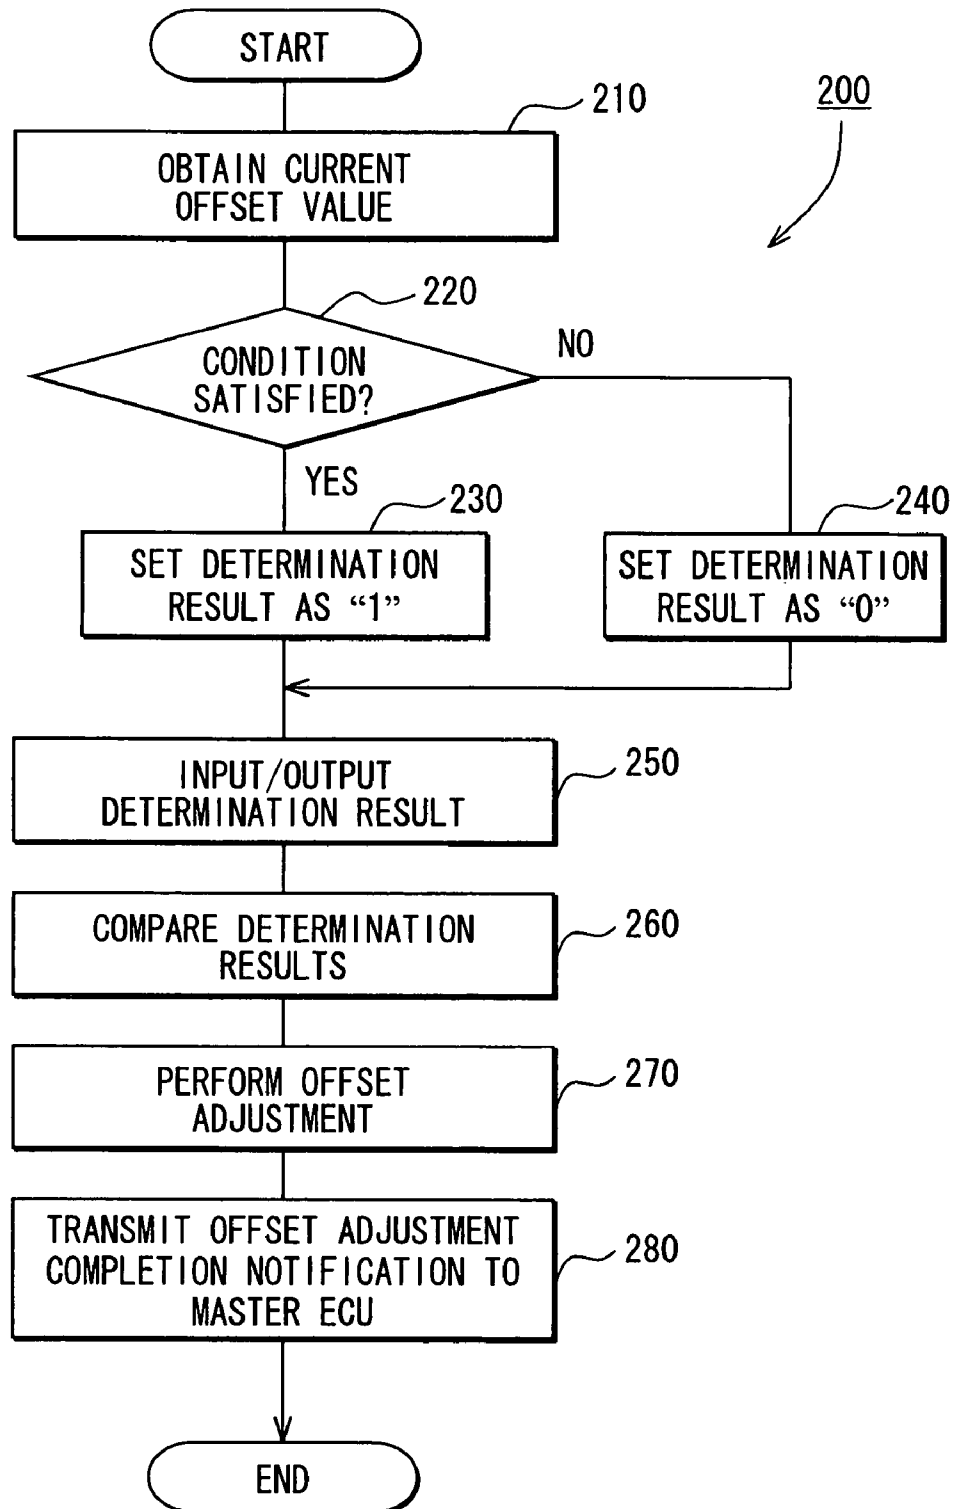 START
210
200
OBTAIN CURRENT
OFFSET VALUE
220
CONDITION
SATISFIED?
NO
YES
230
240
SET DETERMINATION
RESULT AS “1”
SET DETERMINATION
RESULT AS “0”
250
INPUT/OUTPUT
DETERMINATION RESULT
260
COMPARE DETERMINATION
RESULTS
270
PERFORM OFFSET
ADJUSTMENT
280
TRANSMIT OFFSET ADJUSTMENT
COMPLETION NOTIFICATION TO
MASTER ECU
END